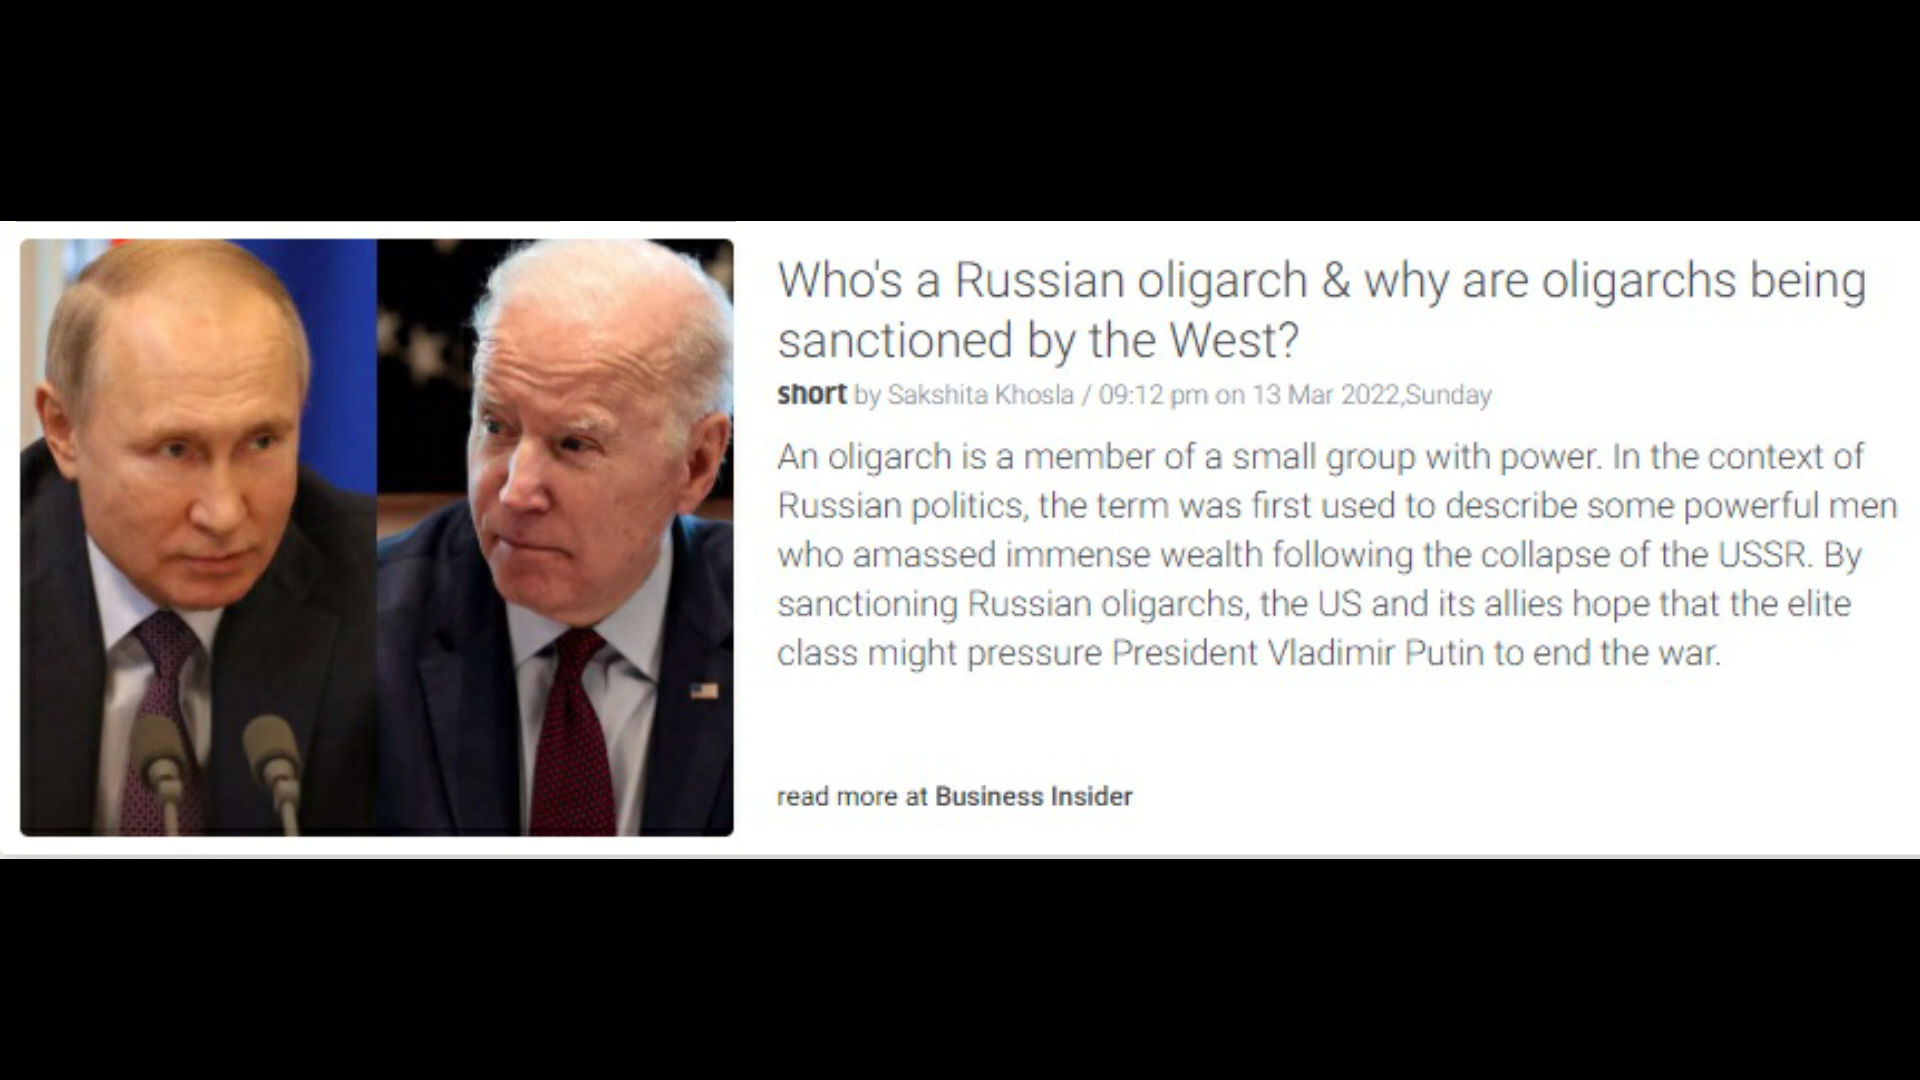 Who's a Russian oligarch & why are oligarchs being
sanctioned by the West?
short by Sakshita Khosla / 09:12 pm on 13 Mar 2022,Sunday
An oligarch is a member of a small group with power. In the context of
Russian politics, the term was first used to describe some powerful men
who amassed immense wealth following the collapse of the USSR. By
sanctioning Russian oligarchs, the US and its allies hope that the elite
class might pressure President Vladimir Putin to end the war.
read more at Business Insider